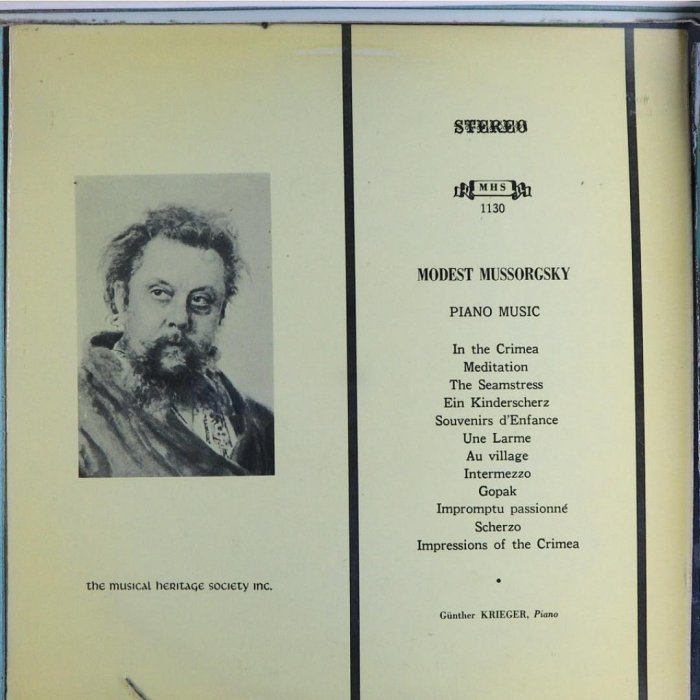 STEREO
MHS
1130
MODEST MUSSORGSKY
PIANO MUSIC
In the Crimea
Meditation
The Seamstress
Ein Kinderscherz
Souvenirs d'Enfance
Une Larme
Au village
Intermezzo
Gopak
Impromptu passionné
Scherzo
Impressions of the Crimea
Günther KRIEGER, Piano
the musical heritage society inc.